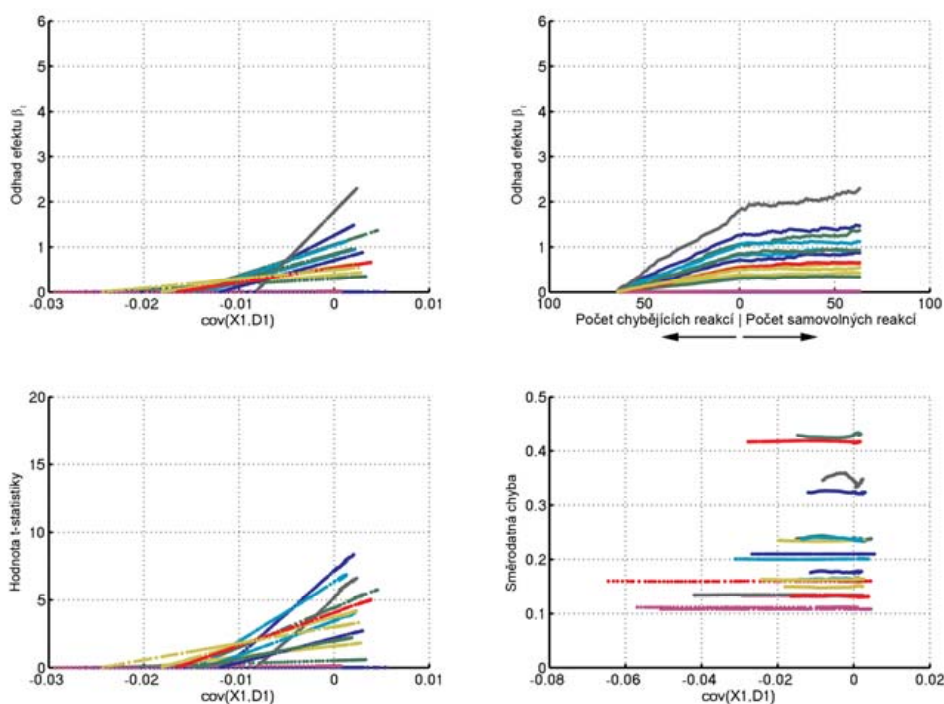 6
5
4
3
2
1
0
Odhad efektu β₁
-0.03 -0.02 -0.01 0 0.01
cov(X1,D1)
6
5
4
3
2
1
0
Odhad efektu β₁
100 50 0 50 100
Počet chybějících reakcí | Počet samovolných reakcí
20
15
10
5
0
Hodnota t-statistiky
-0.03 -0.02 -0.01 0 0.01
cov(X1,D1)
0.5
0.4
0.3
0.2
0.1
0
Směrodatná chyba
-0.08 -0.06 -0.04 -0.02 0 0.02
cov(X1,D1)